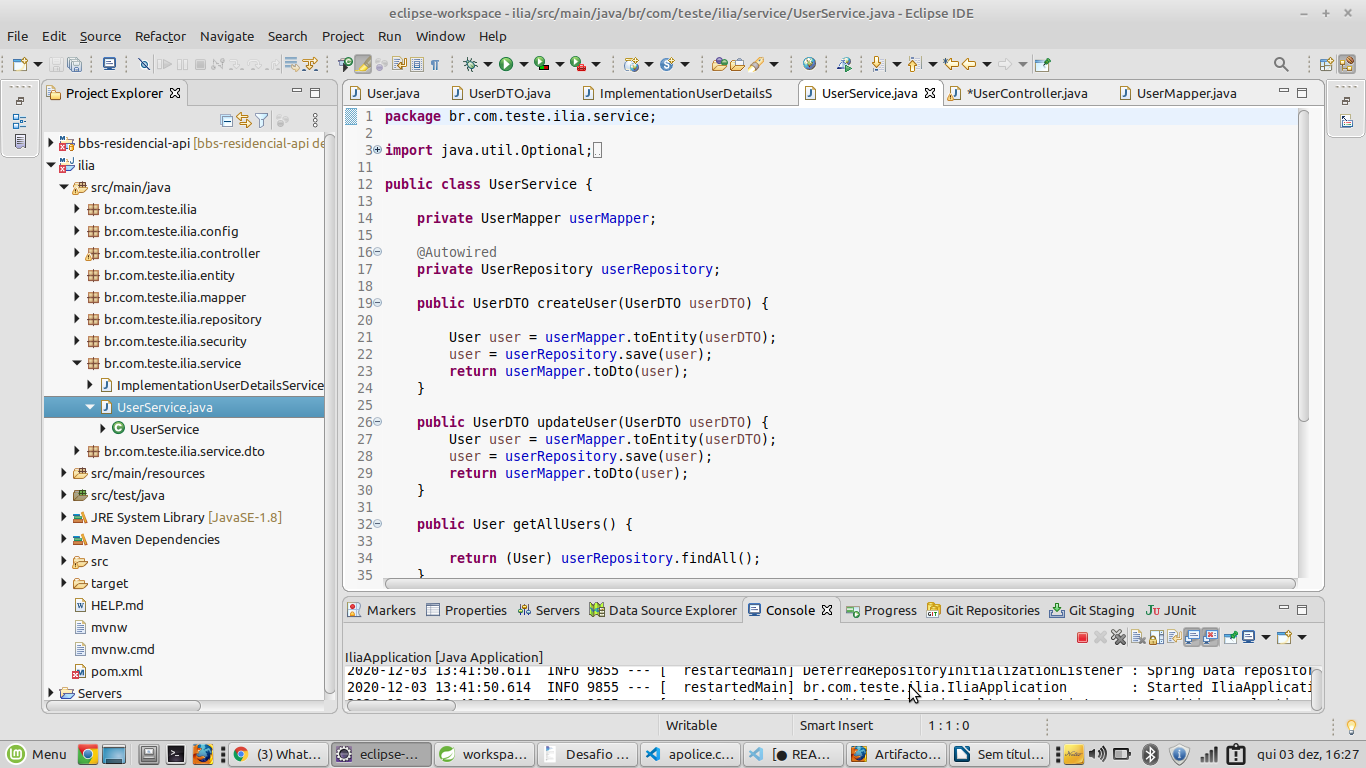 eclipse-workspace - ilia/src/main/java/br/com/teste/ilia/service/UserService.java - Eclipse IDE
File Edit Source Refactor Navigate Search Project Run Window Help
Project Explorer
User.java UserDTO.java ImplementationUserDetailsS UserService.java *UserController.java UserMapper.java
bbs-residencial-api [bbs-residencial-api de
ilia
src/main/java
br.com.teste.ilia
br.com.teste.ilia.config
br.com.teste.ilia.controller
br.com.teste.ilia.entity
br.com.teste.ilia.mapper
br.com.teste.ilia.repository
br.com.teste.ilia.security
br.com.teste.ilia.service
ImplementationUserDetailsService
UserService.java
UserService
br.com.teste.ilia.service.dto
src/main/resources
src/test/java
JRE System Library [JavaSE-1.8]
Maven Dependencies
src
target
HELP.md
mvnw
mvnw.cmd
pom.xml
Servers
1 package br.com.teste.ilia.service;
2
3 import java.util.Optional;
11
12 public class UserService {
13
14 private UserMapper userMapper;
15
16 @Autowired
17 private UserRepository userRepository;
18
19 public UserDTO createUser(UserDTO userDTO) {
20
21 User user = userMapper.toEntity(userDTO);
22 user = userRepository.save(user);
23 return userMapper.toDto(user);
24 }
25
26 public UserDTO updateUser(UserDTO userDTO) {
27 User user = userMapper.toEntity(userDTO);
28 user = userRepository.save(user);
29 return userMapper.toDto(user);
30 }
31
32 public User getAllUsers() {
33
34 return (User) userRepository.findAll();
35 }
Markers Properties Servers Data Source Explorer Console Progress Git Repositories Git Staging JUnit
IliaApplication [Java Application]
2020-12-03 13:41:50.611 INFO 9855 --- [ restartedMain] DeferredRepositoryInitializationListener : Spring Data repositor
2020-12-03 13:41:50.614 INFO 9855 --- [ restartedMain] br.com.teste.ilia.IliaApplication : Started IliaApplicati
Writable Smart Insert 1 : 1 : 0
Menu (3) What... eclipse-... workspa... Desafio ... apolice.c... [● REA... Artifacto... Sem títul... qui 03 dez, 16:27